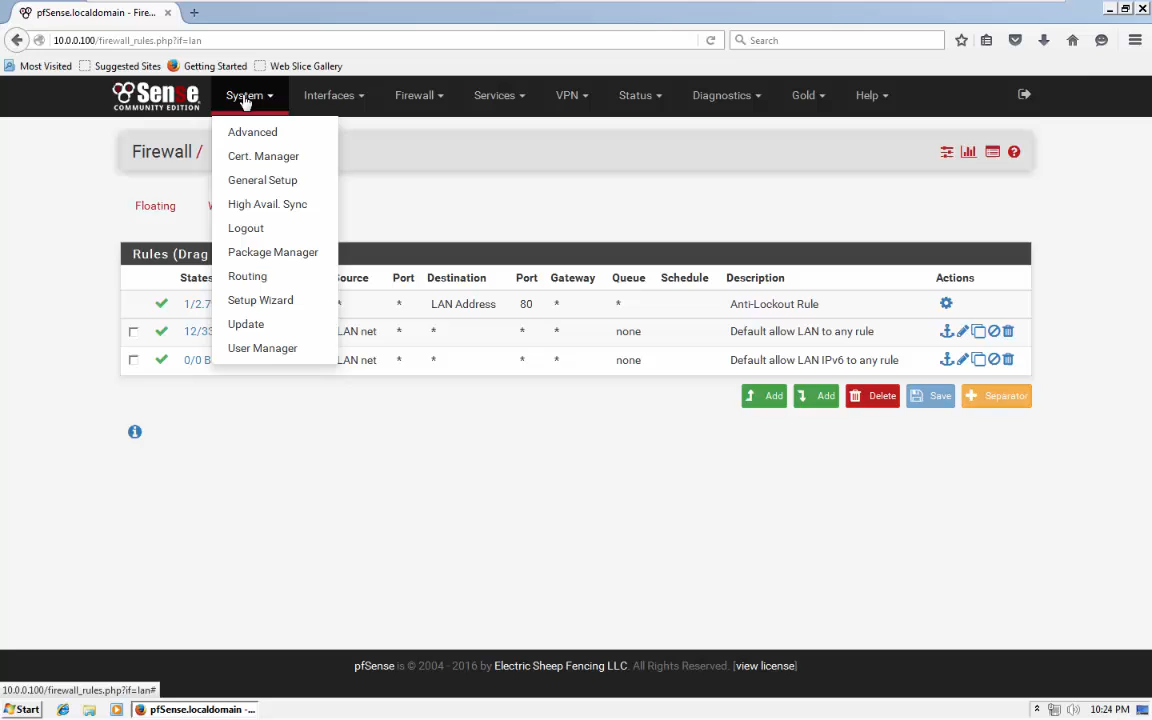 pfSense.localdomain - Fire...
10.0.0.100/firewall_rules.php?if=lan
Search
Most Visited Suggested Sites Getting Started Web Slice Gallery
Sense
COMMUNITY EDITION
System Interfaces Firewall Services VPN Status Diagnostics Gold Help
Advanced
Cert. Manager
General Setup
High Avail. Sync
Logout
Package Manager
Routing
Setup Wizard
Update
User Manager
Firewall /
Floating
Rules (Drag
States Source Port Destination Port Gateway Queue Schedule Description Actions
1/2.7 * * LAN Address 80 * * Anti-Lockout Rule
12/33 LAN net * * * * none Default allow LAN to any rule
0/0 B LAN net * * * * none Default allow LAN IPv6 to any rule
Add Add Delete Save Separator
pfSense is © 2004 - 2016 by Electric Sheep Fencing LLC. All Rights Reserved. [view license]
10.0.0.100/firewall_rules.php?if=lan#
Start pfSense.localdomain -... 10:24 PM